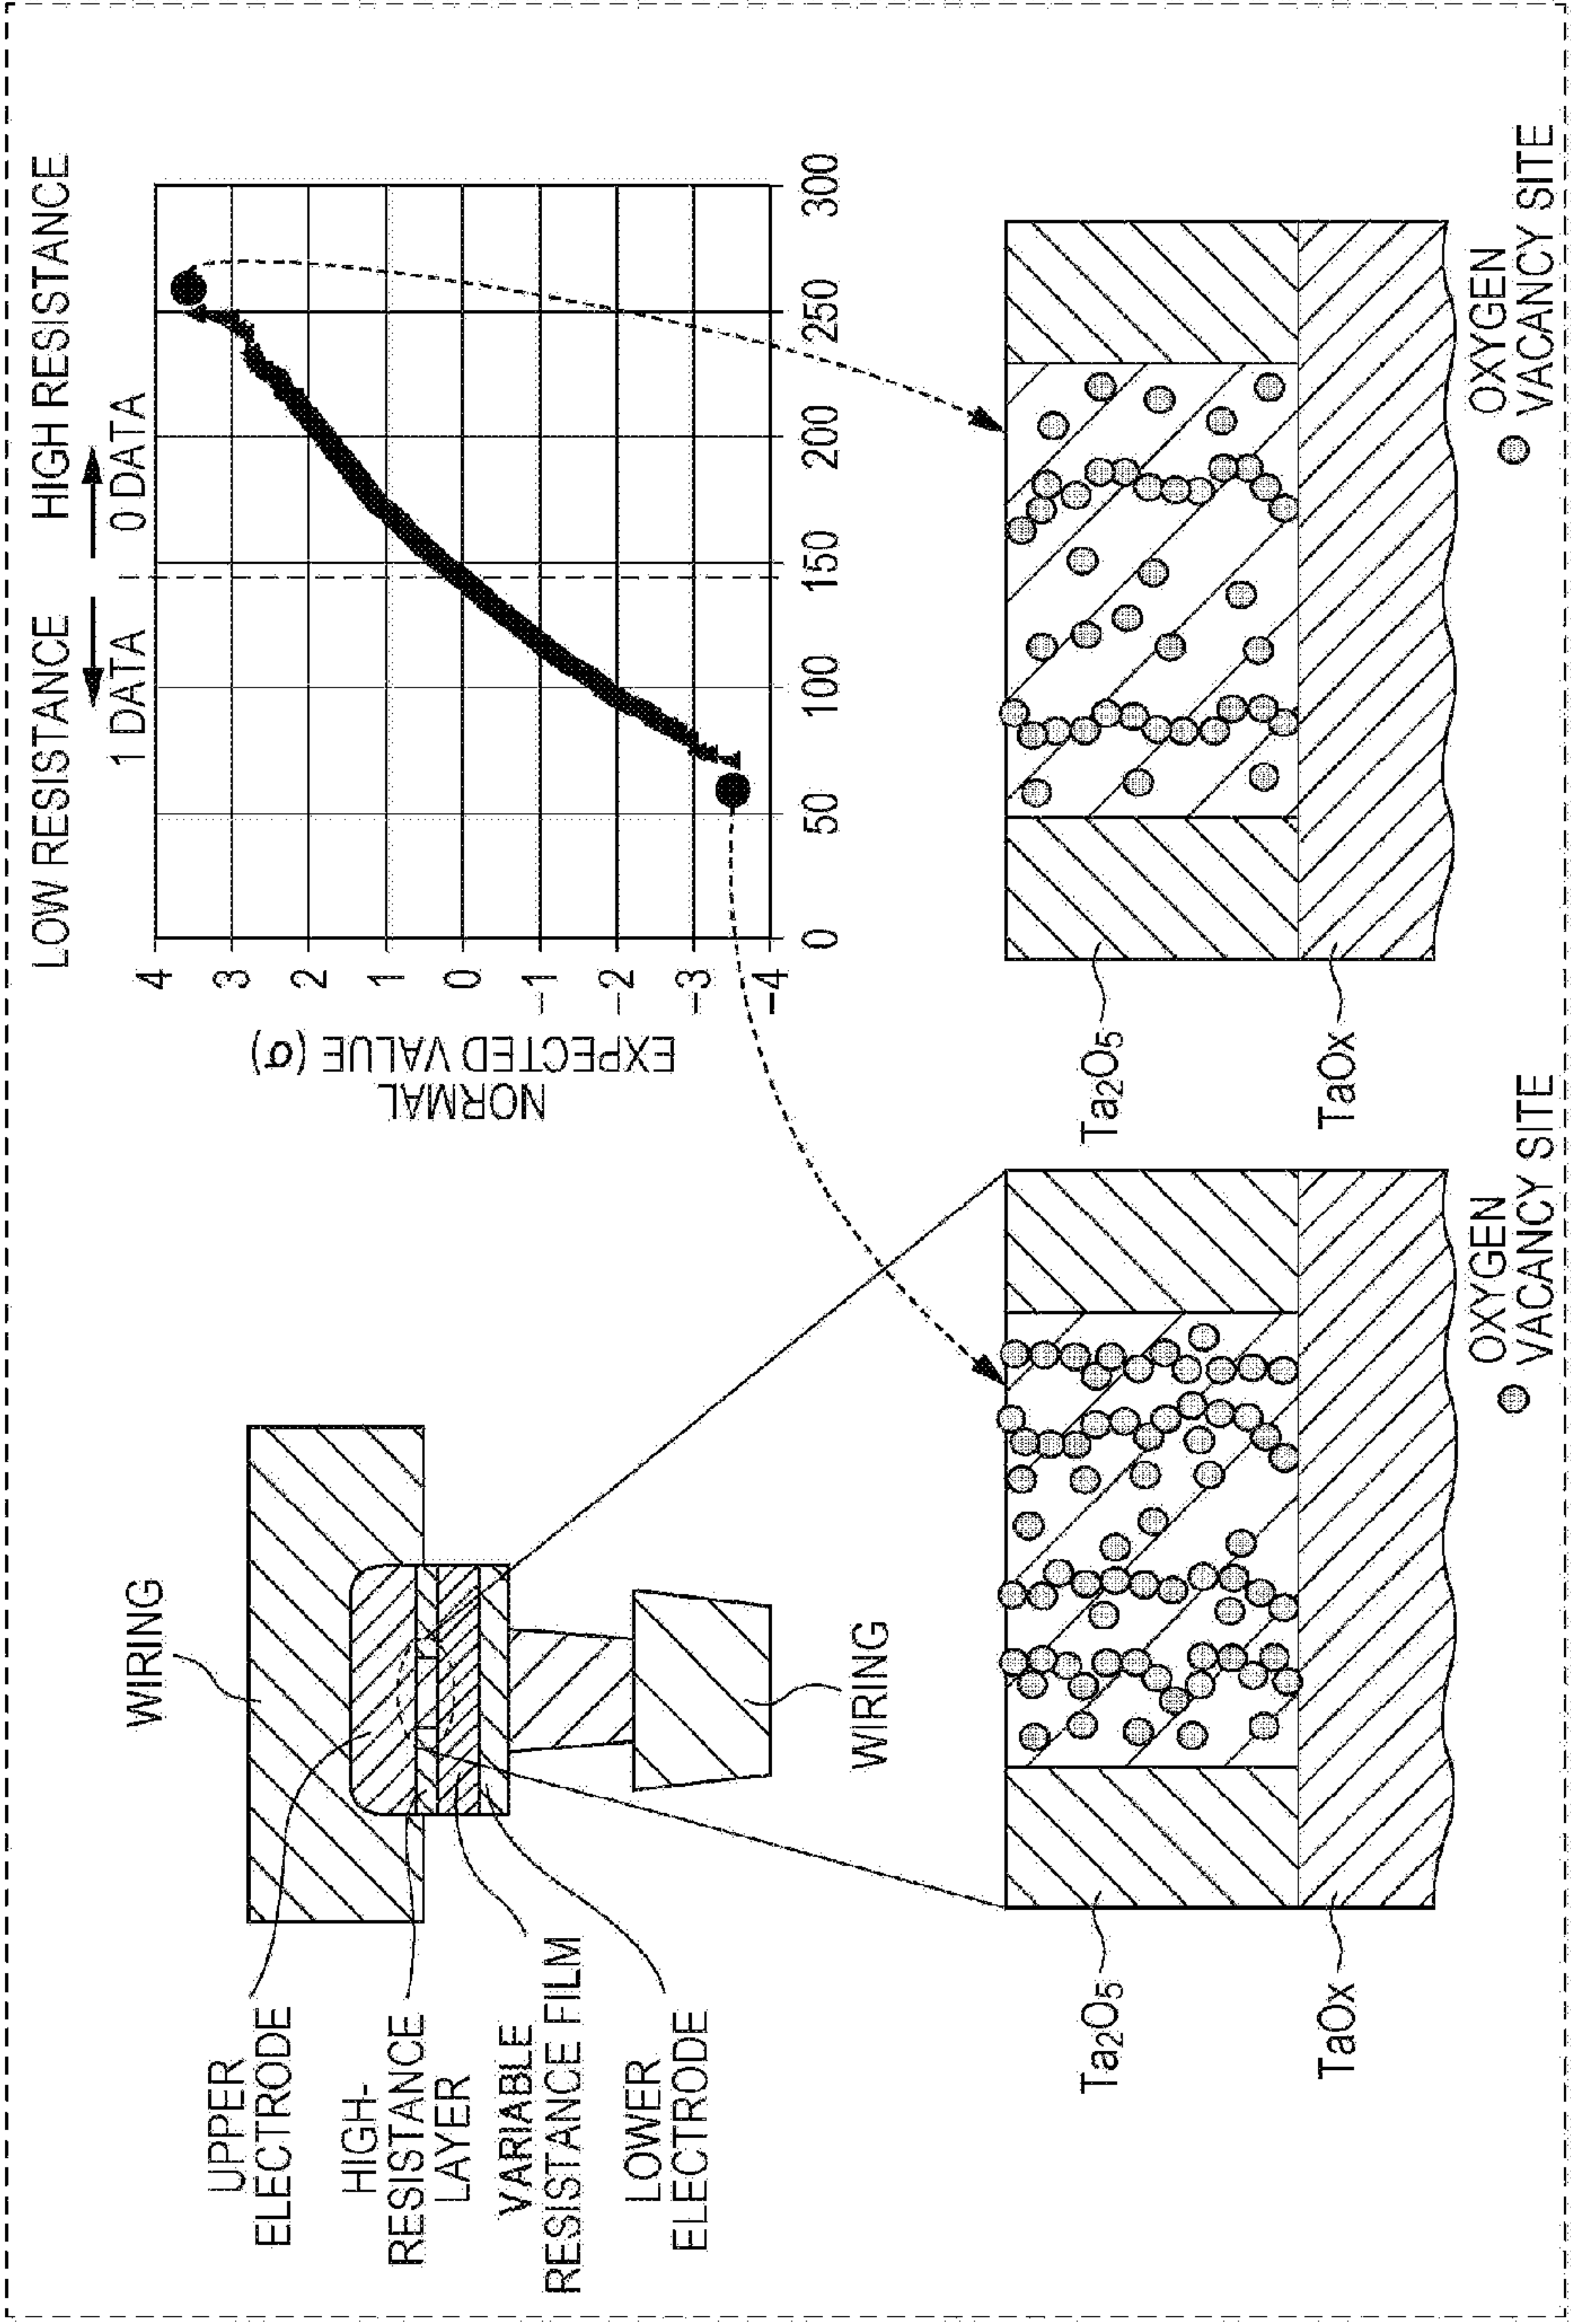 WIRING
UPPER
ELECTRODE
HIGH-
RESISTANCE
LAYER
VARIABLE
RESISTANCE FILM
LOWER
ELECTRODE
WIRING
LOW RESISTANCE
HIGH RESISTANCE
1 DATA
0 DATA
NORMAL
EXPECTED VALUE (σ)
4
3
2
1
0
-1
-2
-3
-4
0
50
100
150
200
250
300
Ta2O5
TaOx
OXYGEN
VACANCY SITE
Ta2O5
TaOx
OXYGEN
VACANCY SITE